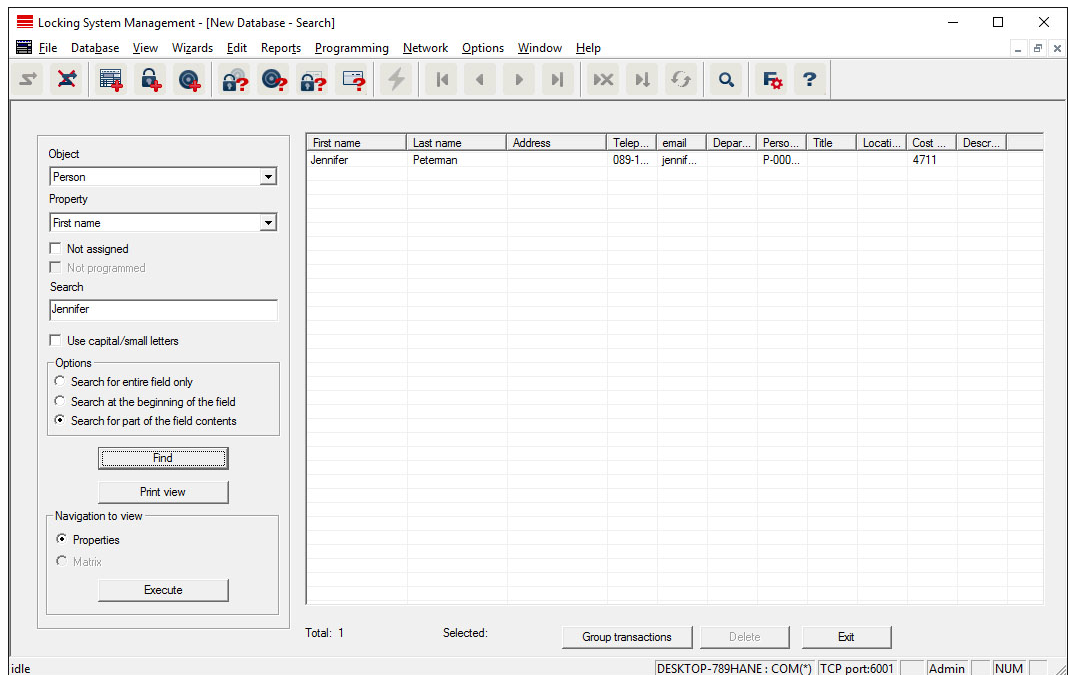 Locking System Management - [New Database - Search]
File Database View Wizards Edit Reports Programming Network Options Window Help
Object
Person
Property
First name
Not assigned
Not programmed
Search
Jennifer
Use capital/small letters
Options
Search for entire field only
Search at the beginning of the field
Search for part of the field contents
Find
Print view
Navigation to view
Properties
Matrix
Execute
First name Last name Address Telep... email Depar... Perso... Title Locati... Cost ... Descr...
Jennifer Peterman 089-1... jennif... P-000... 4711
Total: 1 Selected: Group transactions Delete Exit
idle DESKTOP-789HANE : COM(*) TCP port:6001 Admin NUM